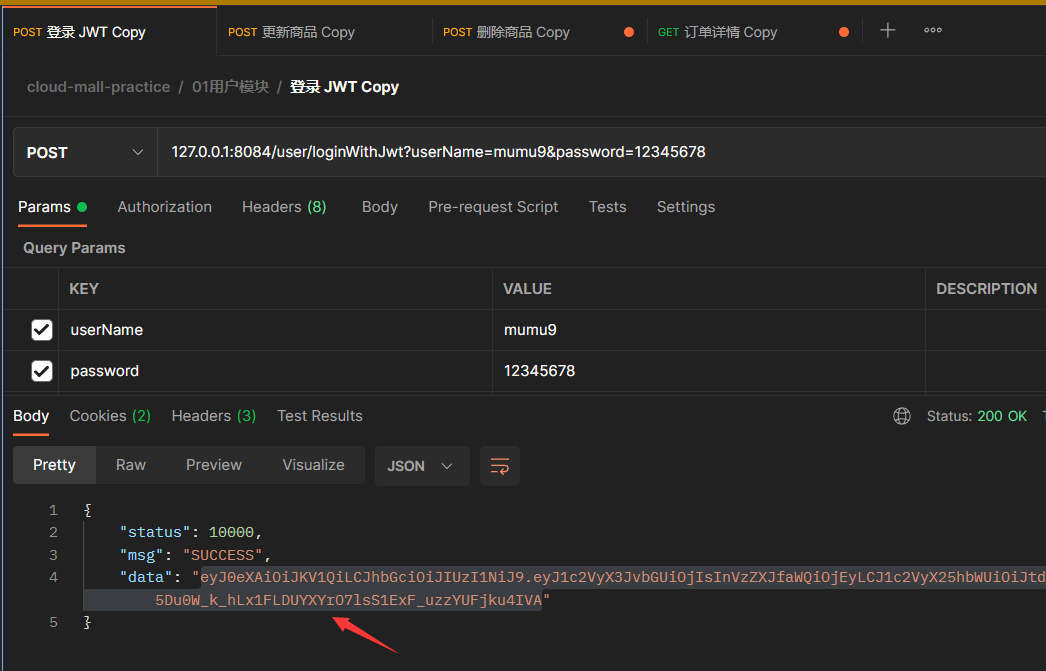 POST 登录 JWT Copy POST 更新商品 Copy POST 删除商品 Copy GET 订单详情 Copy
cloud-mall-practice / 01用户模块 / 登录 JWT Copy
POST 127.0.0.1:8084/user/loginWithJwt?userName=mumu9&password=12345678
Params Authorization Headers (8) Body Pre-request Script Tests Settings
Query Params
KEY VALUE DESCRIPTION
userName mumu9
password 12345678
Body Cookies (2) Headers (3) Test Results Status: 200 OK
Pretty Raw Preview Visualize JSON
1 {
2 "status": 10000,
3 "msg": "SUCCESS",
4 "data": "eyJ0eXAiOiJKV1QiLCJhbGciOiJIUzI1NiJ9.eyJ1c2VyX3JvbGUiOjIsInVzZXJfaWQiOjEyLCJ1c2VyX25hbWUiOiJtd
5Du0W_k_hLx1FLDUYXYrO7lsS1ExF_uzzYUFjku4IVA"
5 }